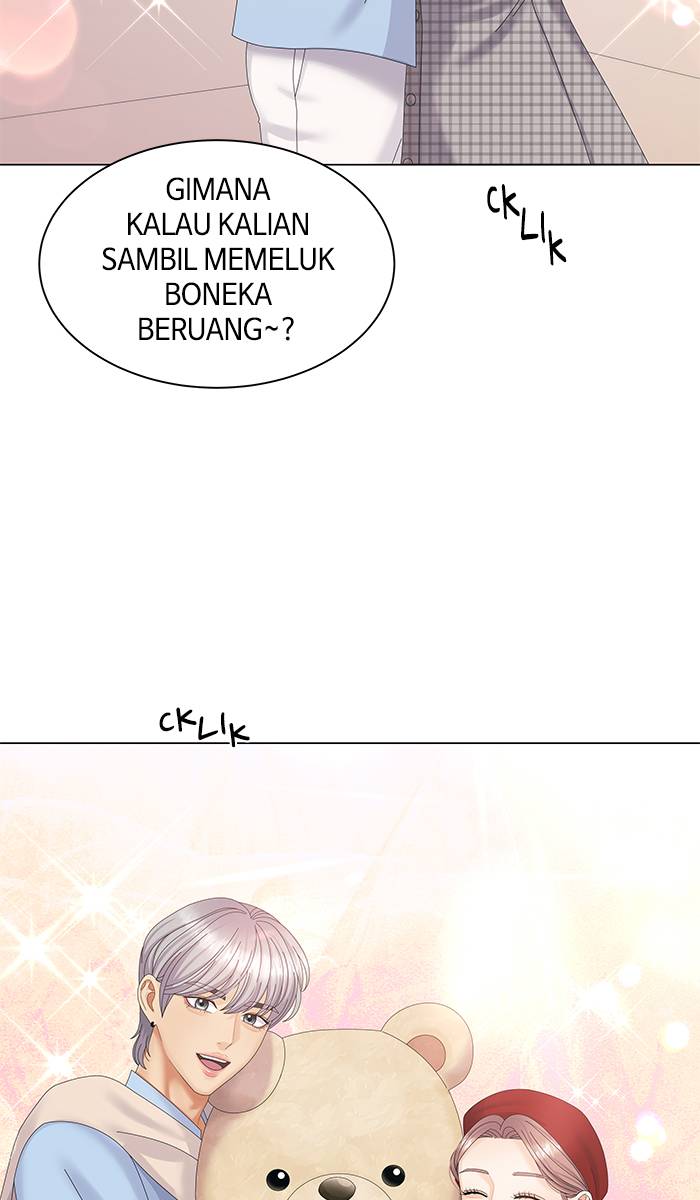 GIMANA
KALAU KALIAN
SAMBIL MEMELUK
BONEKA
BERUANG~?
CKLIK
CKLIK